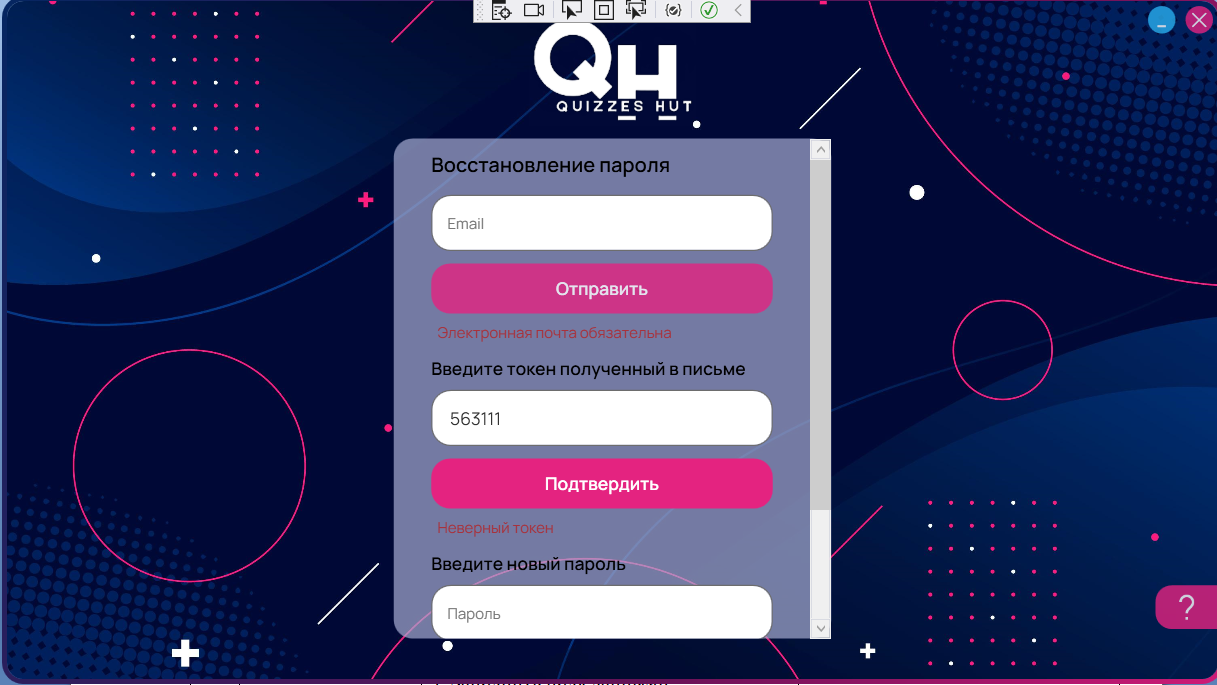 QH
QUIZZES HUT
Восстановление пароля
Email
Отправить
Электронная почта обязательна
Введите токен полученный в письме
563111
Подтвердить
Неверный токен
Введите новый пароль
Пароль
?